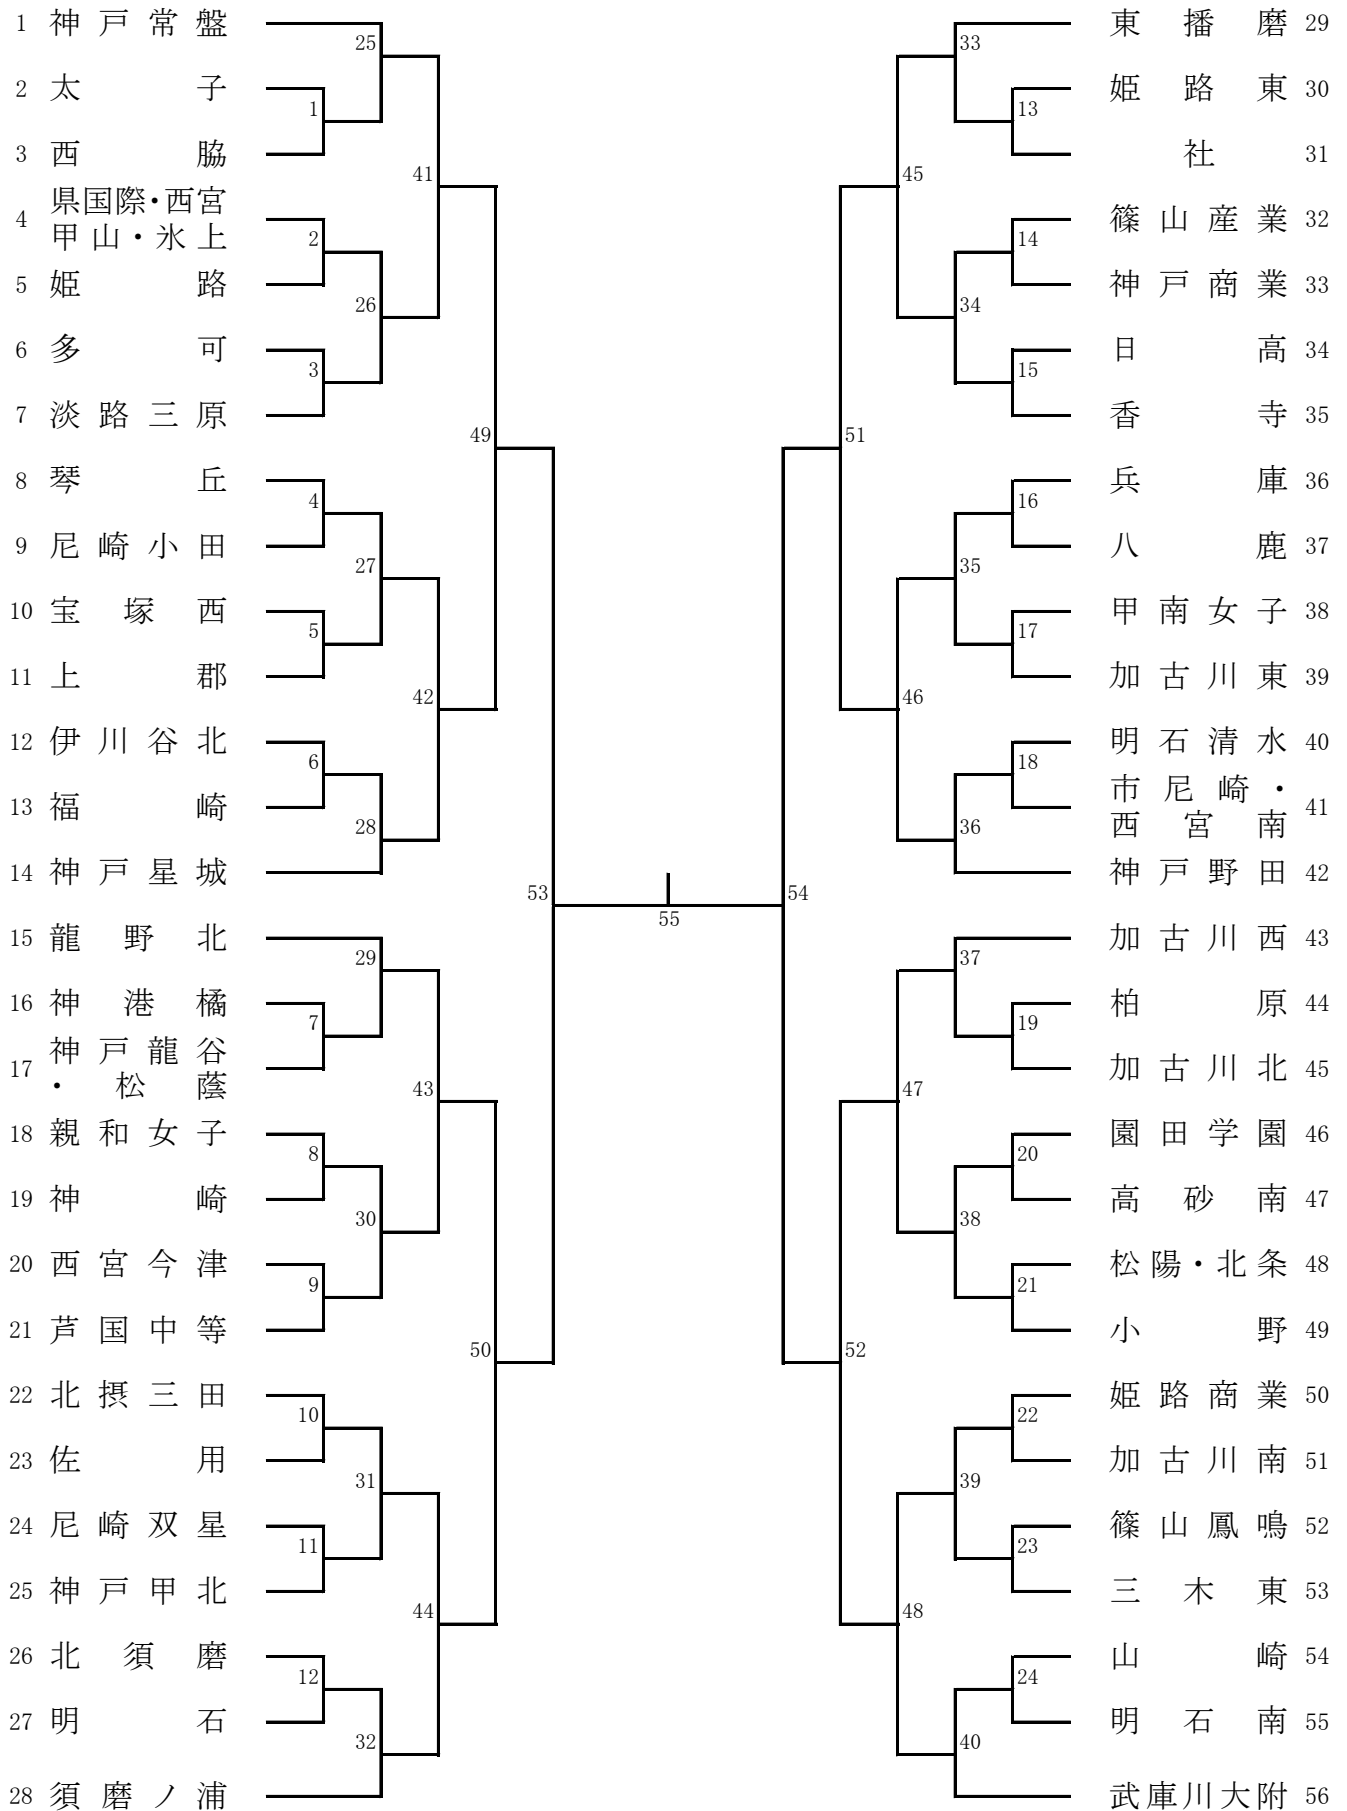 1 神戸常盤
2 太子
3 西脇
4 県国際・西宮
甲山・氷上
5 姫路
6 多可
7 淡路三原
8 琴丘
9 尼崎小田
10 宝塚西
11 上郡
12 伊川谷北
13 福崎
14 神戸星城
15 龍野北
16 神港橘
17 神戸龍谷
・松蔭
18 親和女子
19 神崎
20 西宮今津
21 芦国中等
22 北摂三田
23 佐用
24 尼崎双星
25 神戸甲北
26 北須磨
27 明石
28 須磨ノ浦
1
2
3
4
5
6
7
8
9
10
11
12
25
26
27
28
29
30
31
32
41
42
43
44
49
50
53
55
54
51
52
45
46
47
48
33
34
35
36
37
38
39
40
13
14
15
16
17
18
19
20
21
22
23
24
東播磨 29
姫路東 30
社 31
篠山産業 32
神戸商業 33
日高 34
香寺 35
兵庫 36
八鹿 37
甲南女子 38
加古川東 39
明石清水 40
市尼崎・
西宮南 41
神戸野田 42
加古川西 43
柏原 44
加古川北 45
園田学園 46
高砂南 47
松陽・北条 48
小野 49
姫路商業 50
加古川南 51
篠山鳳鳴 52
三木東 53
山崎 54
明石南 55
武庫川大附 56